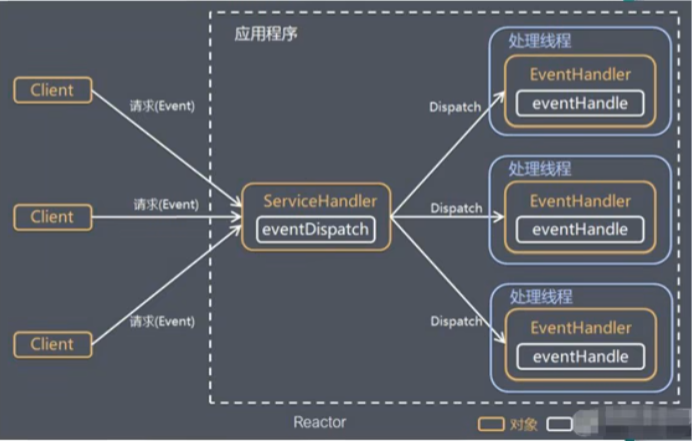 应用程序
处理线程
EventHandler
eventHandle
Client
请求(Event)
Dispatch
处理线程
ServiceHandler
EventHandler
Client
请求(Event)
Dispatch
eventDispatch
eventHandle
处理线程
Client
请求(Event)
Dispatch
EventHandler
eventHandle
Reactor
对象